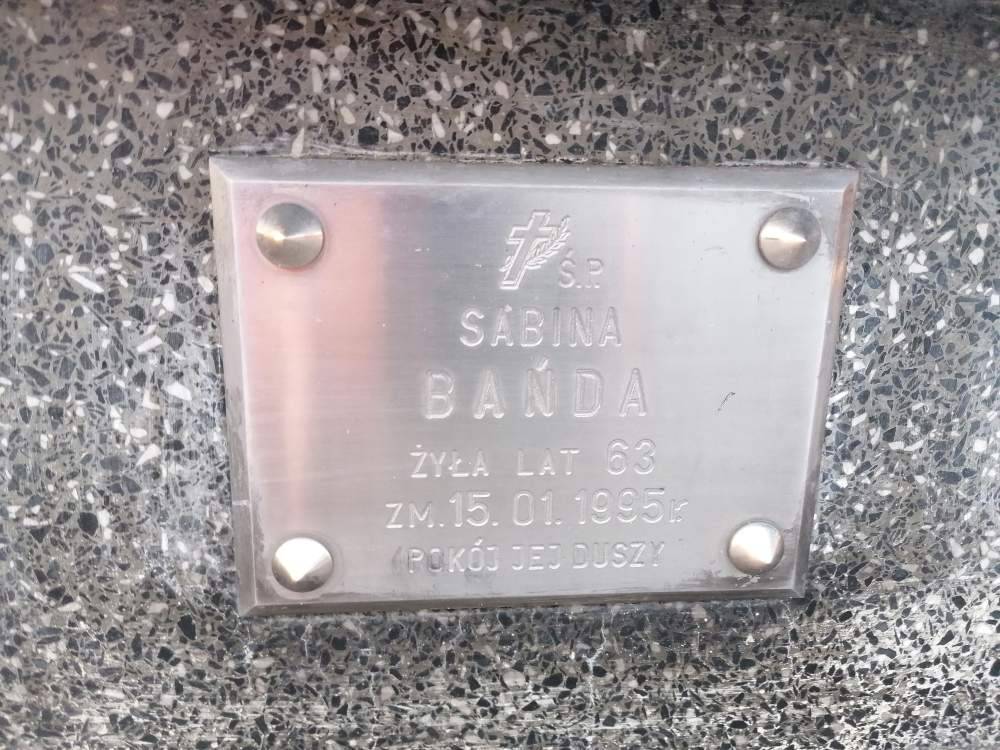 Ś.P.
SABINA
BAŃDA
ŻYŁA LAT 63
ZM. 15. 01. 1995r.
POKÓJ JEJ DUSZY